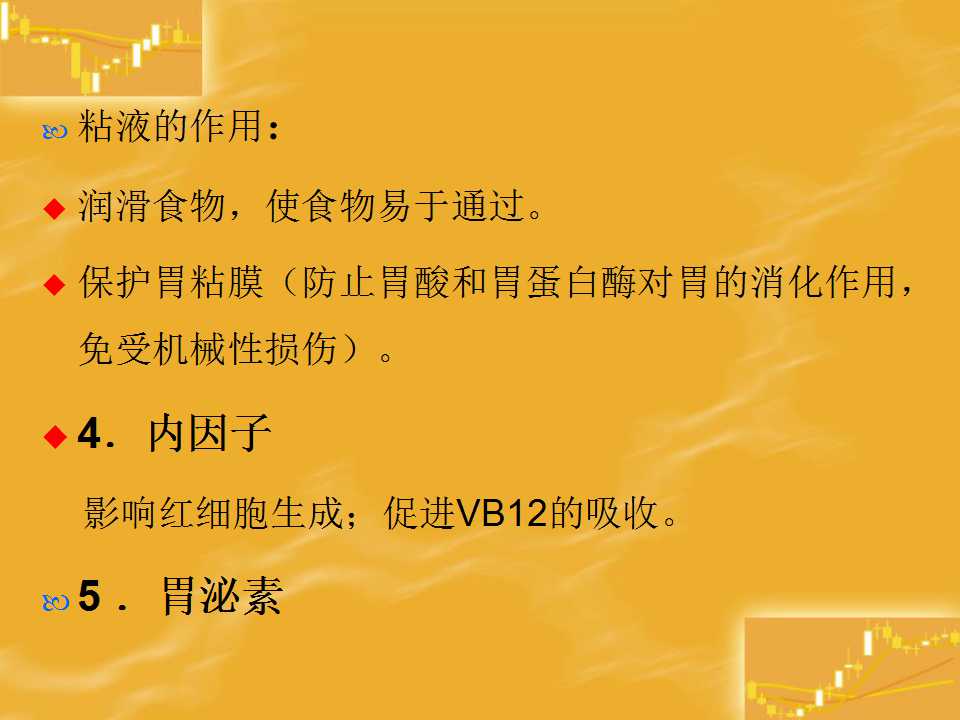 粘液的作用：
润滑食物，使食物易于通过。
保护胃粘膜（防止胃酸和胃蛋白酶对胃的消化作用，
免受机械性损伤）。
4．内因子
影响红细胞生成；促进VB12的吸收。
5 ．胃泌素